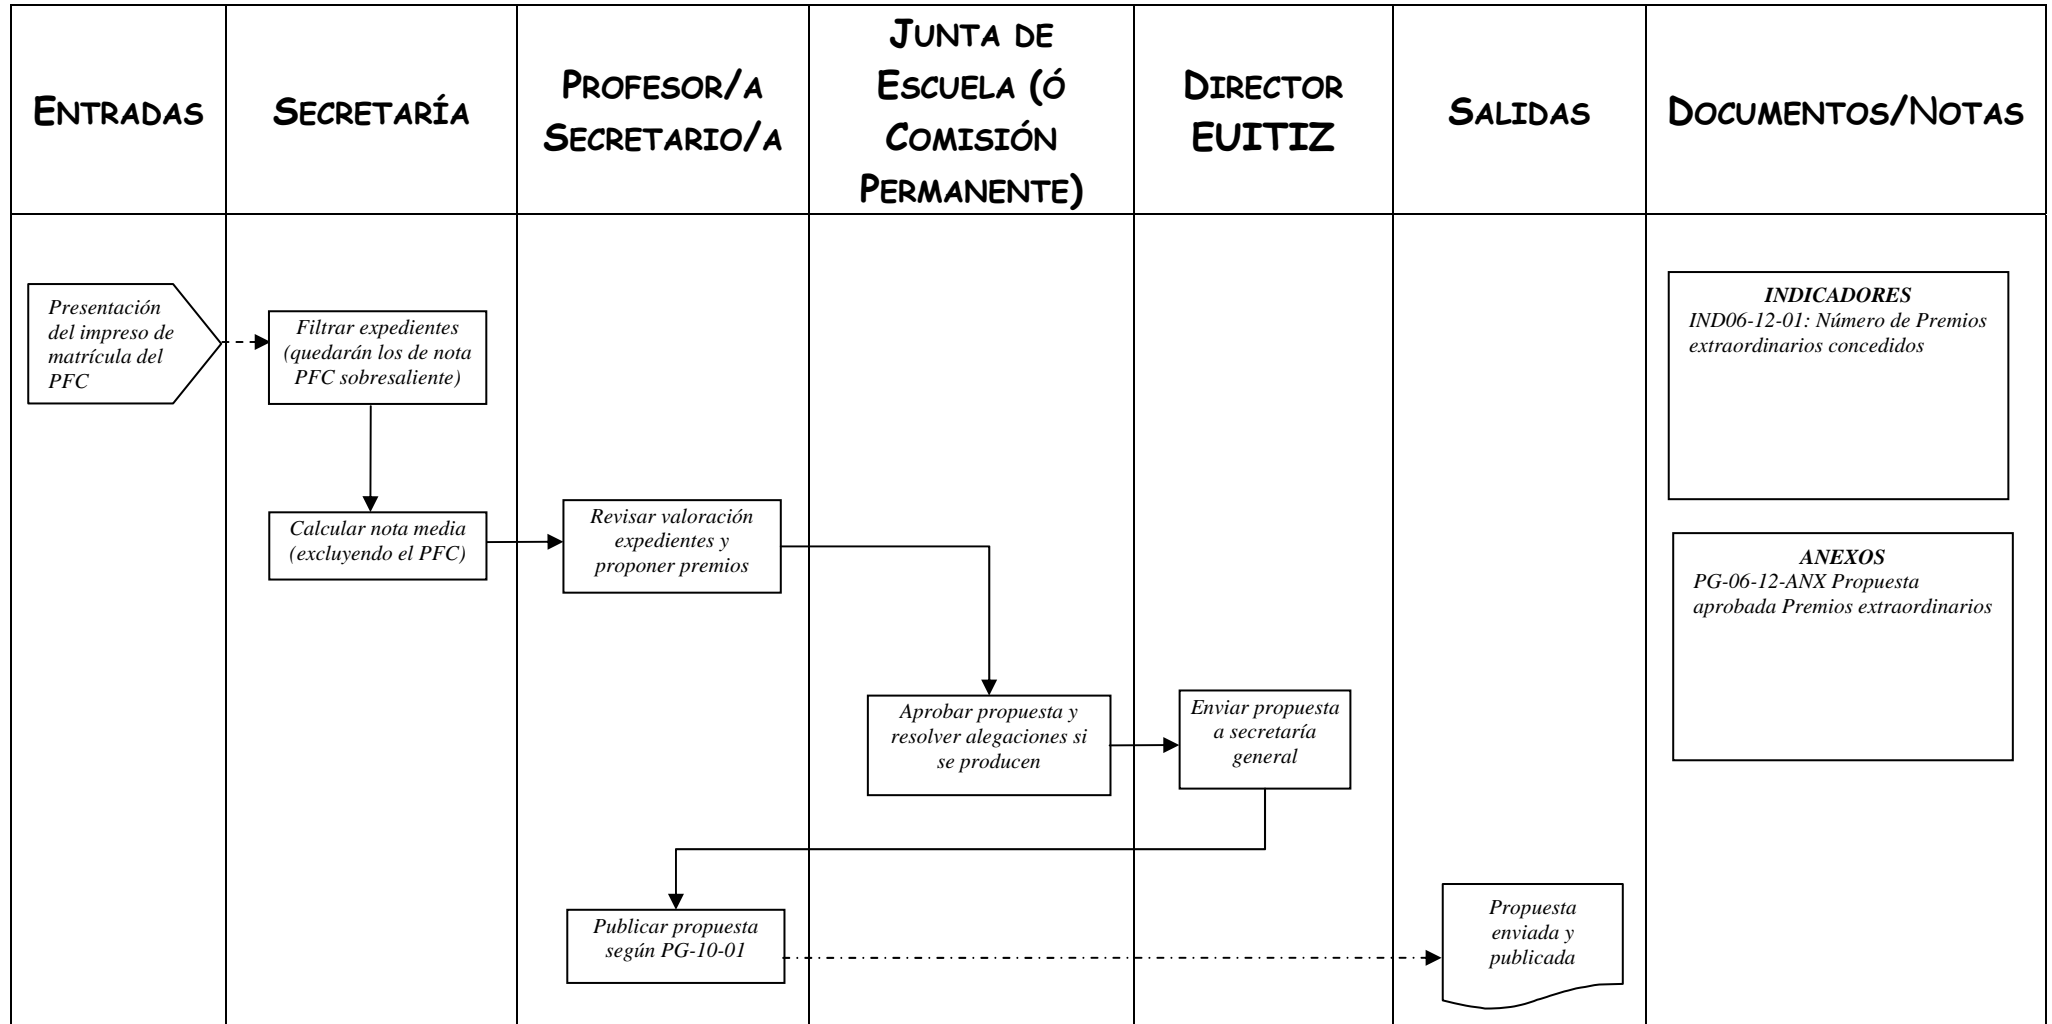 ENTRADAS
SECRETARÍA
PROFESOR/A
SECRETARIO/A
JUNTA DE
ESCUELA (Ó
COMISIÓN
PERMANENTE)
DIRECTOR
EUITIZ
SALIDAS
DOCUMENTOS/NOTAS
Presentación
del impreso de
matrícula del
PFC
Filtrar expedientes
(quedarán los de nota
PFC sobresaliente)
Calcular nota media
(excluyendo el PFC)
Revisar valoración
expedientes y
proponer premios
Aprobar propuesta y
resolver alegaciones si
se producen
Enviar propuesta
a secretaría
general
Publicar propuesta
según PG-10-01
Propuesta
enviada y
publicada
INDICADORES
IND06-12-01: Número de Premios
extraordinarios concedidos
ANEXOS
PG-06-12-ANX Propuesta
aprobada Premios extraordinarios